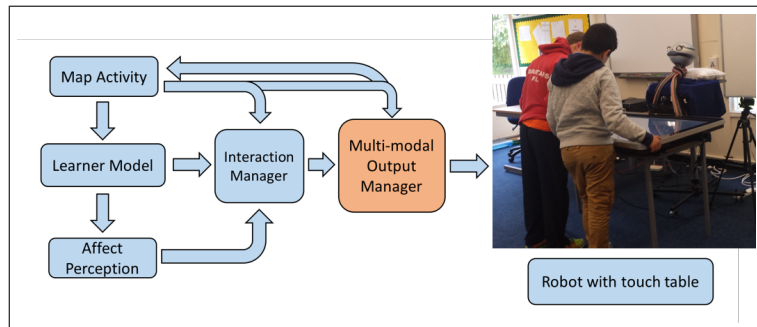 Map Activity
Learner Model
Affect
Perception
Interaction
Manager
Multi-modal
Output
Manager
Robot with touch table